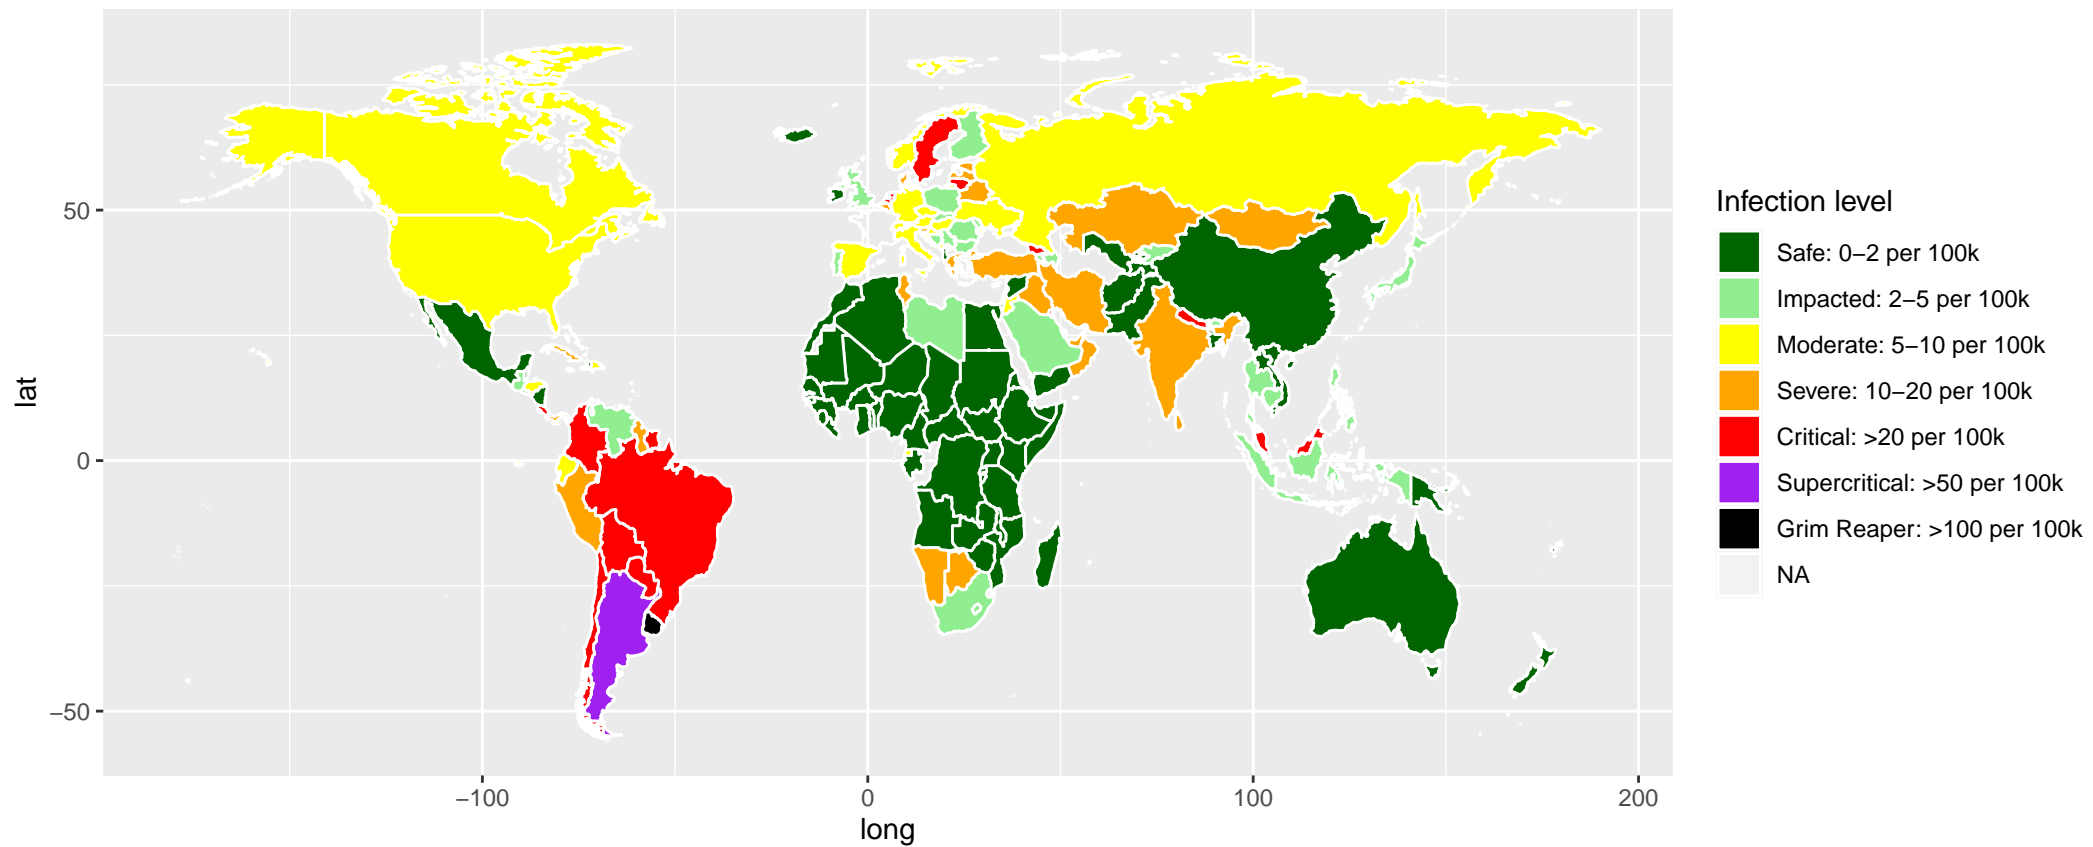 Infection level
Safe: 0–2 per 100k
Impacted: 2–5 per 100k
Moderate: 5–10 per 100k
Severe: 10–20 per 100k
Critical: >20 per 100k
Supercritical: >50 per 100k
Grim Reaper: >100 per 100k
NA
lat
50
0
−50
−100
0
100
200
long